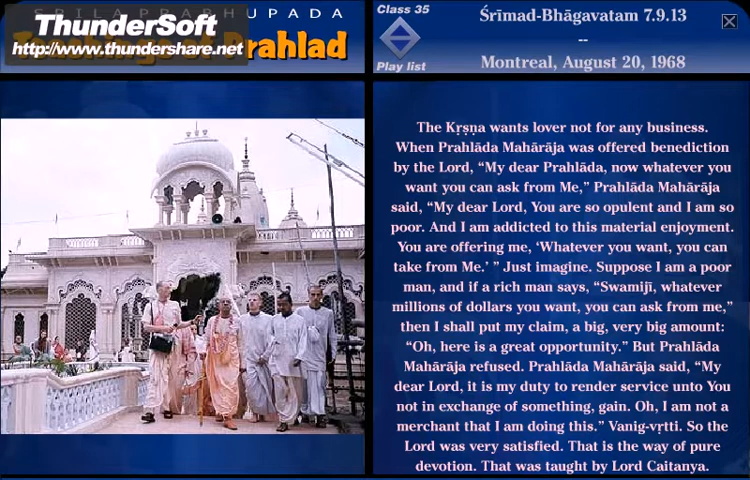 SRILA PRABHUPADA
ThunderSoft
http://www.thundershare.net
Teachings of Prahlad
Class 35
Play list
Śrīmad-Bhāgavatam 7.9.13
--
Montreal, August 20, 1968
The Kṛṣṇa wants lover not for any business.
When Prahlāda Mahārāja was offered benediction
by the Lord, “My dear Prahlāda, now whatever you
want you can ask from Me,” Prahlāda Mahārāja
said, “My dear Lord, You are so opulent and I am so
poor. And I am addicted to this material enjoyment.
You are offering me, ‘Whatever you want, you can
take from Me.’ ” Just imagine. Suppose I am a poor
man, and if a rich man says, “Swamijī, whatever
millions of dollars you want, you can ask from me,”
then I shall put my claim, a big, very big amount:
“Oh, here is a great opportunity.” But Prahlāda
Mahārāja refused. Prahlāda Mahārāja said, “My
dear Lord, it is my duty to render service unto You
not in exchange of something, gain. Oh, I am not a
merchant that I am doing this.” Vanig-vṛtti. So the
Lord was very satisfied. That is the way of pure
devotion. That was taught by Lord Caitanya.